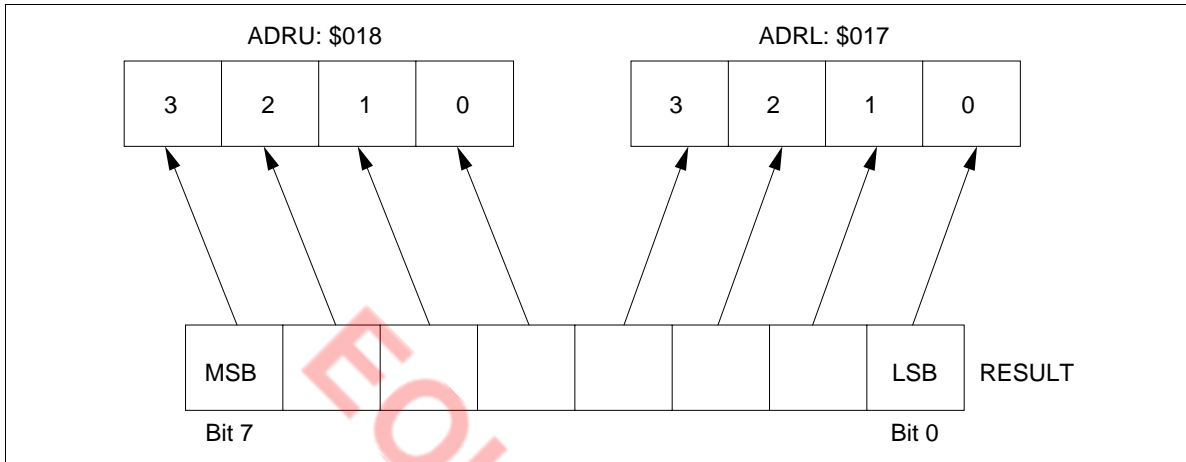 ADRU: $018 ADRL: $017
3 2 1 0 3 2 1 0
MSB LSB RESULT
Bit 7 Bit 0